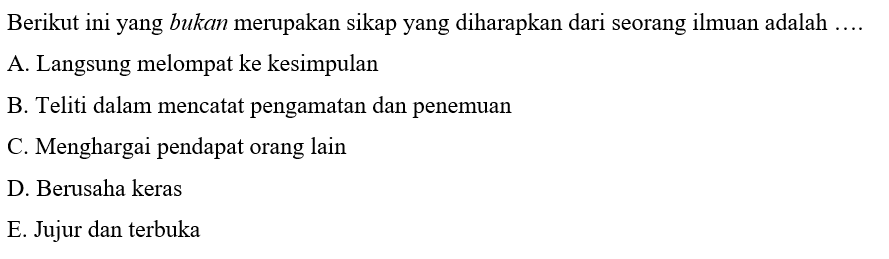 Berikut ini yang bukan merupakan sikap yang diharapkan dari seorang ilmuan adalah ….
A. Langsung melompat ke kesimpulan
B. Teliti dalam mencatat pengamatan dan penemuan
C. Menghargai pendapat orang lain
D. Berusaha keras
E. Jujur dan terbuka